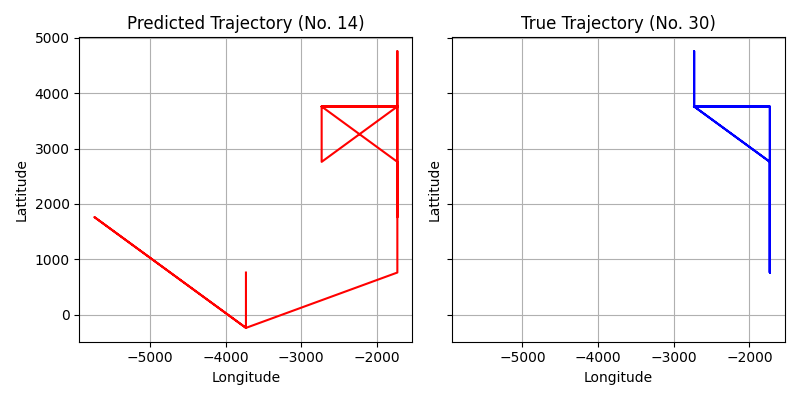 Predicted Trajectory (No. 14)
True Trajectory (No. 30)
5000
4000
3000
2000
1000
0
Lattitude
Lattitude
−5000 −4000 −3000 −2000
−5000 −4000 −3000 −2000
Longitude
Longitude